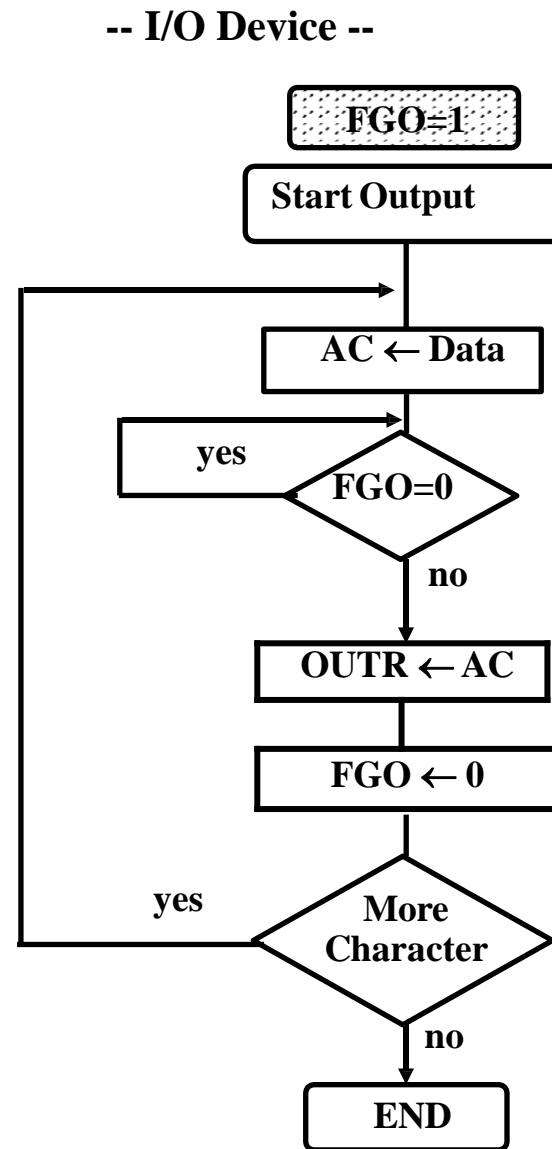 -- I/O Device --
FGO=1
Start Output
AC ← Data
yes
FGO=0
no
OUTR ← AC
FGO ← 0
yes
More
Character
no
END